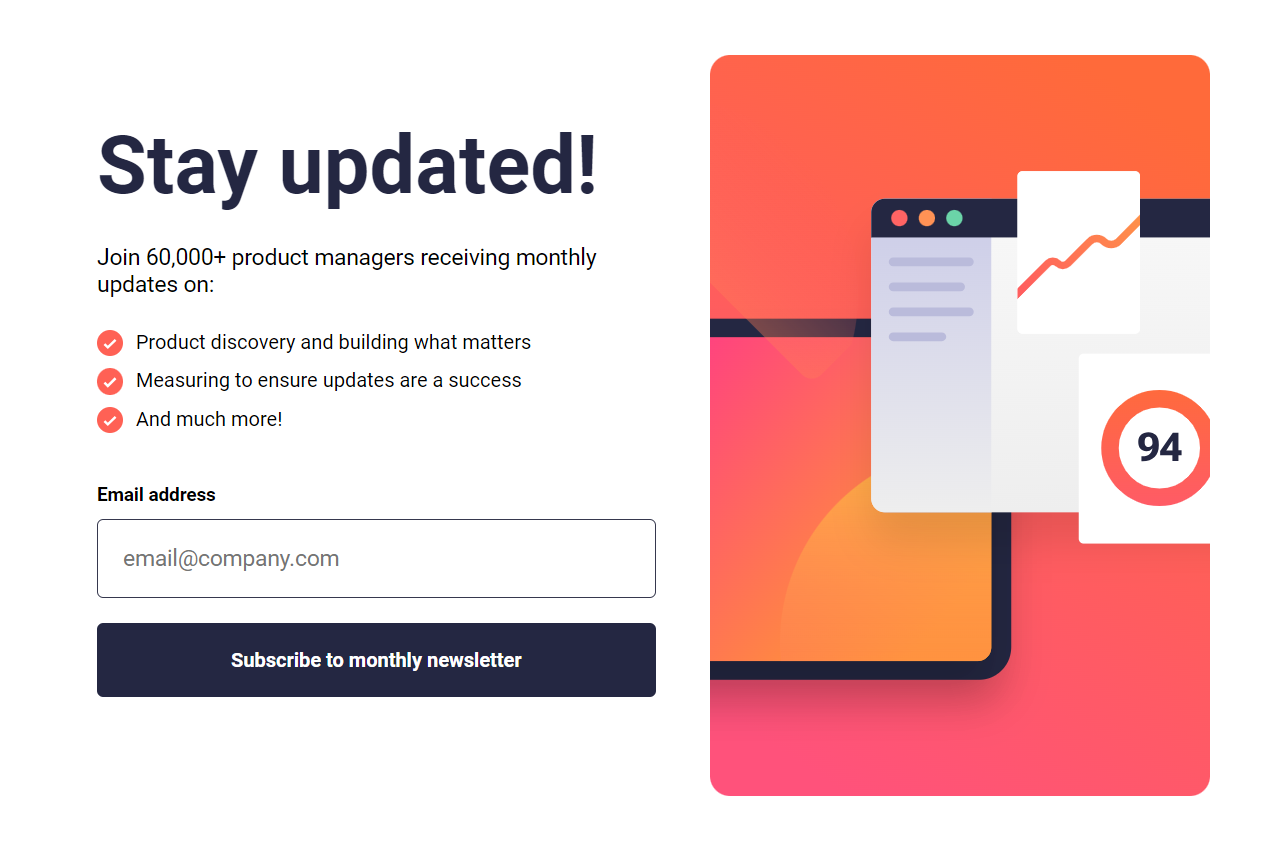 Stay updated!
Join 60,000+ product managers receiving monthly
updates on:
Product discovery and building what matters
Measuring to ensure updates are a success
And much more!
Email address
email@company.com
Subscribe to monthly newsletter
94